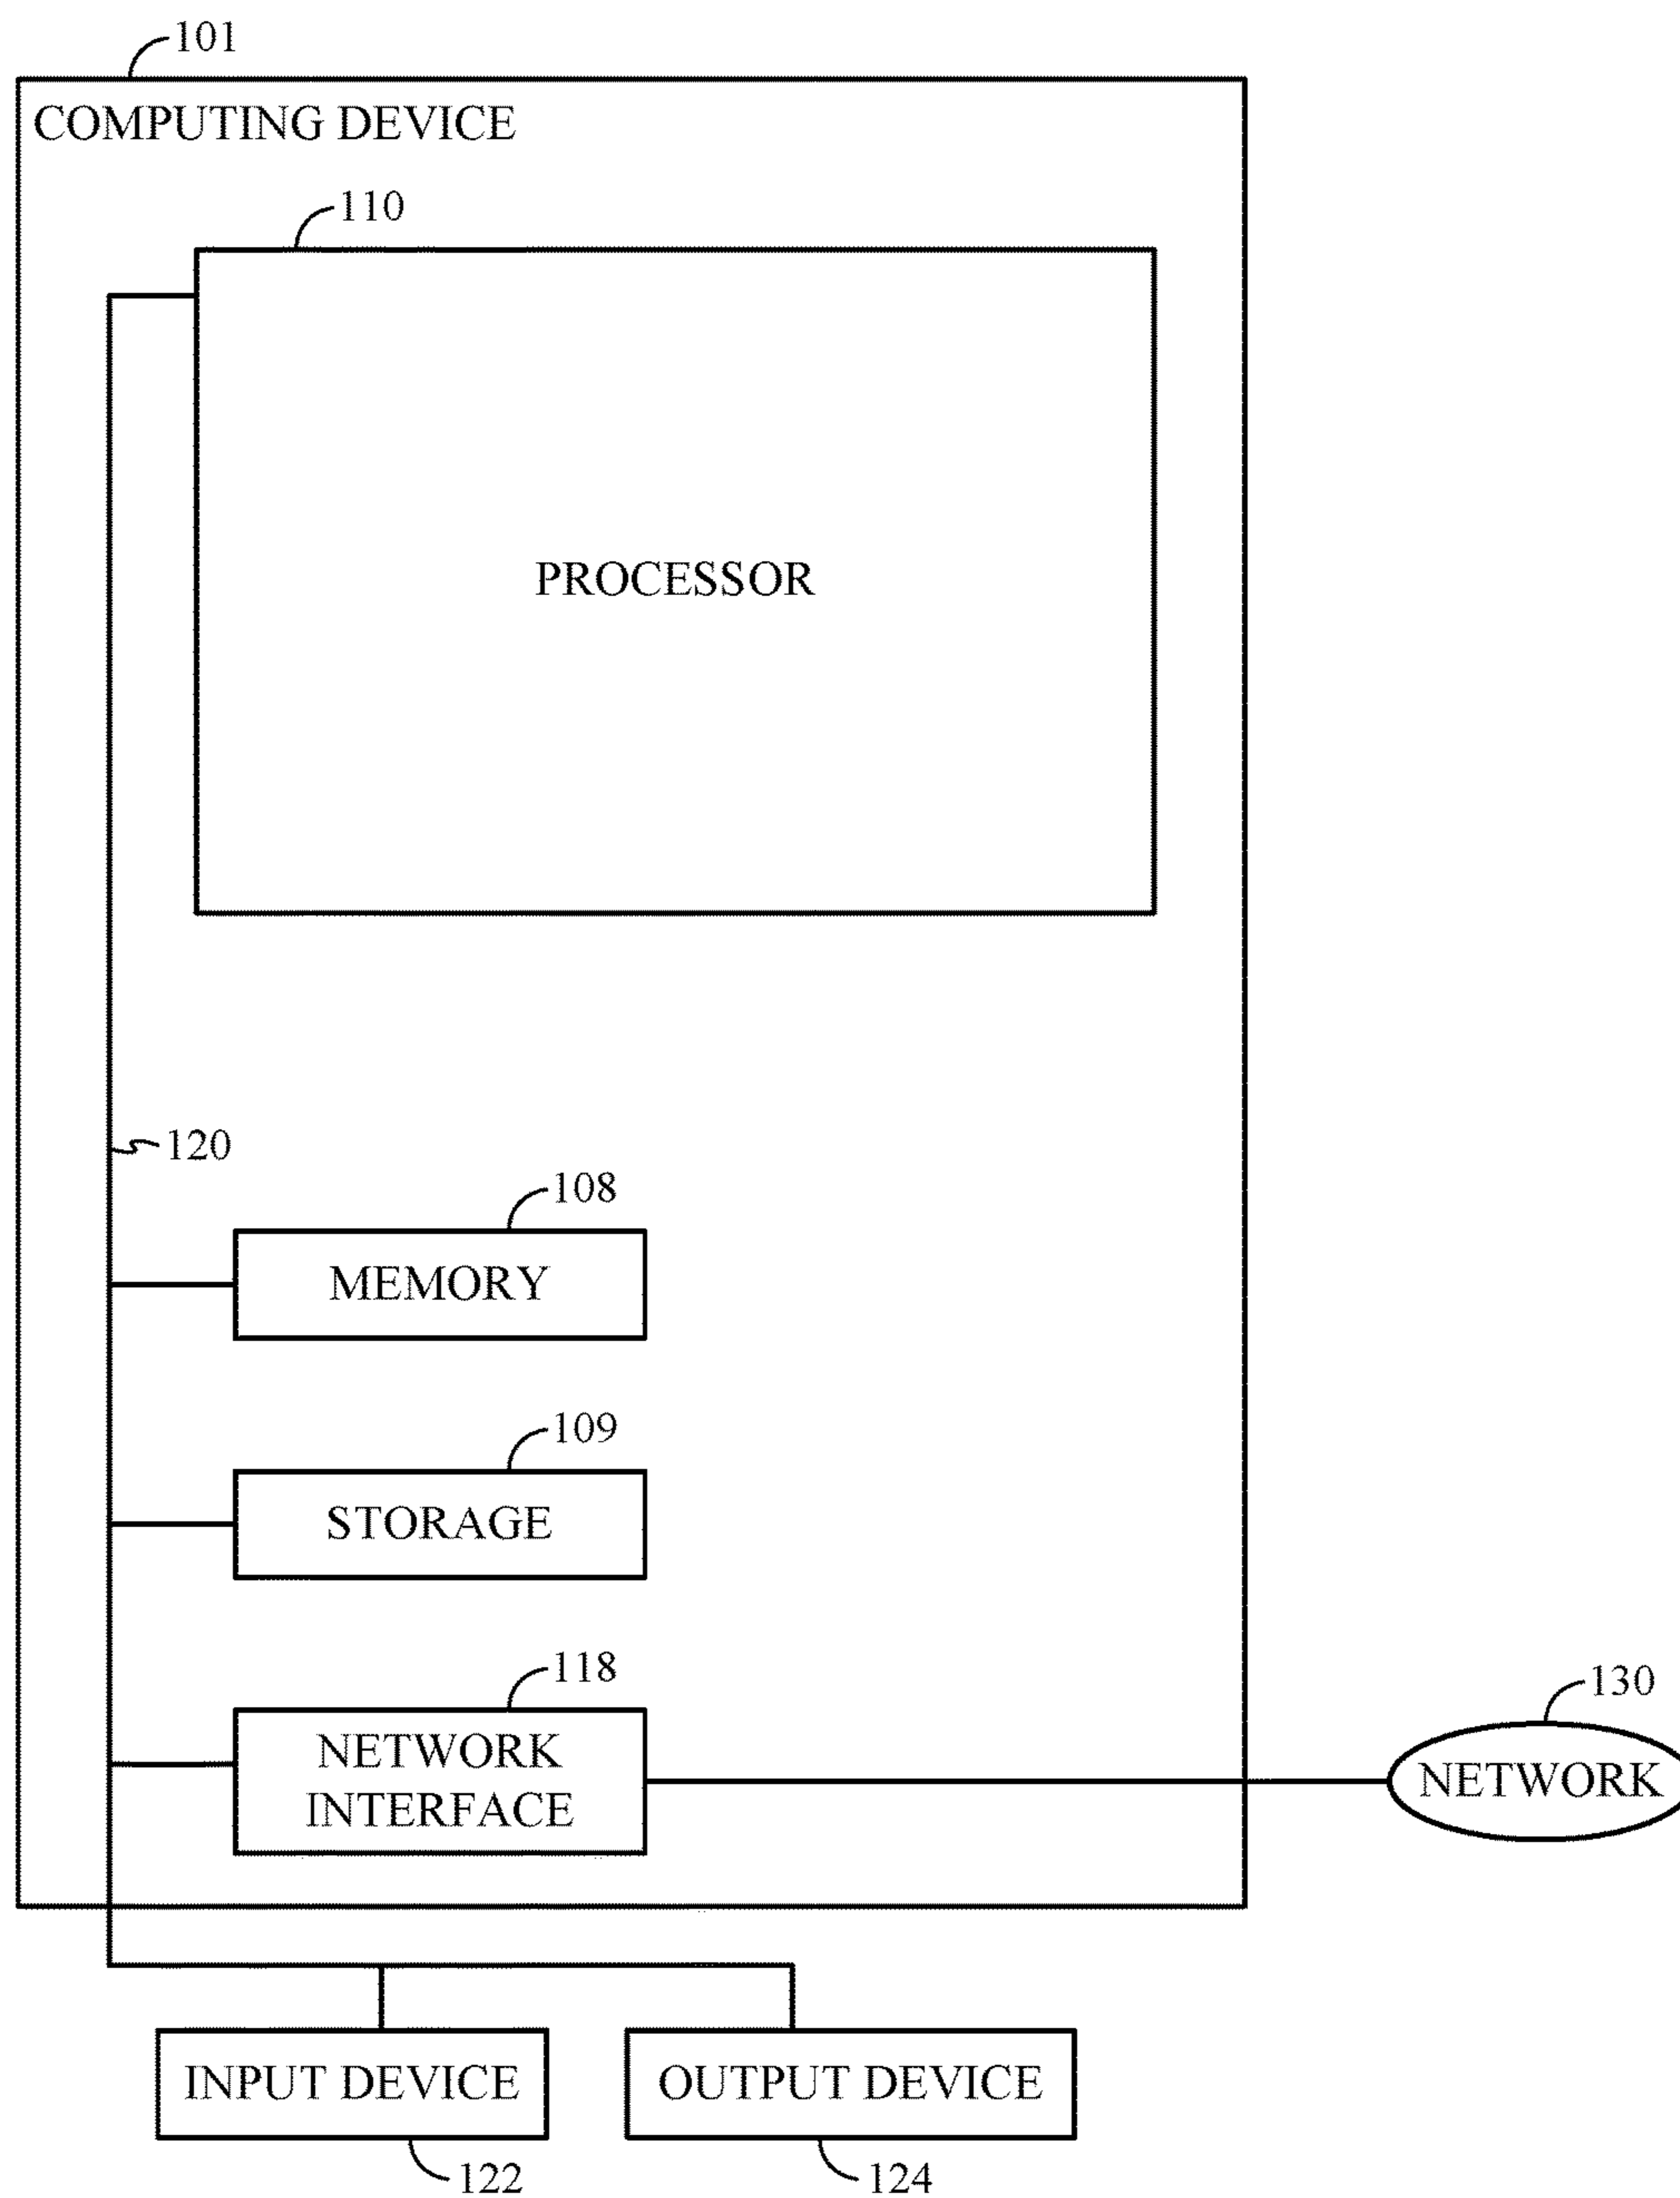 101
COMPUTING DEVICE
110
PROCESSOR
120
108
MEMORY
109
STORAGE
118
NETWORK
INTERFACE
130
NETWORK
INPUT DEVICE
OUTPUT DEVICE
122
124